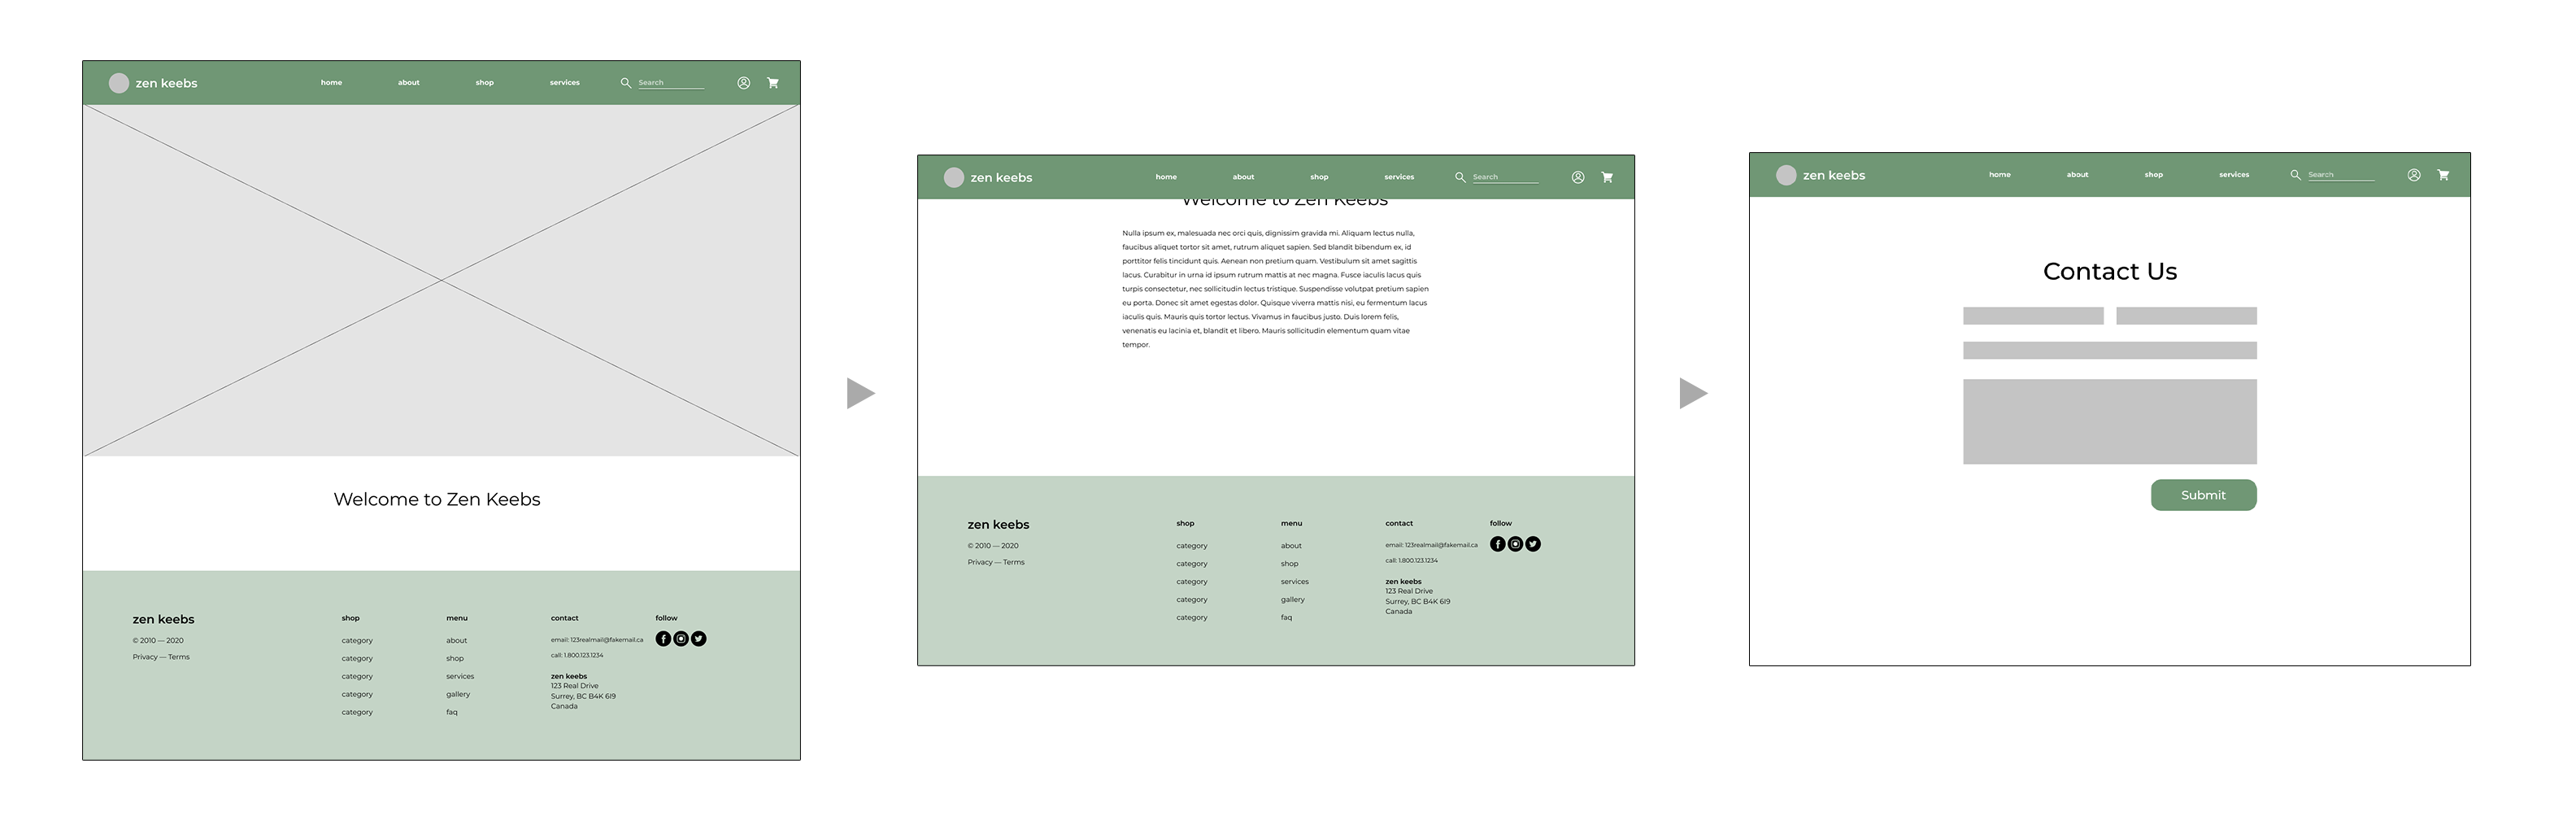 zen keebs home about shop services Search
Welcome to Zen Keebs
zen keebs
© 2010 — 2020
Privacy — Terms
shop
category
category
category
category
category
menu
about
shop
services
gallery
faq
contact
email: 123realmail@fakemail.ca
call: 1.800.123.1234
zen keebs
123 Real Drive
Surrey, BC B4K 6I9
Canada
follow
zen keebs home about shop services Search
Welcome to Zen Keebs
Nulla ipsum ex, malesuada nec orci quis, dignissim gravida mi. Aliquam lectus nulla,
faucibus aliquet tortor sit amet, rutrum aliquet sapien. Sed blandit bibendum ex, id
porttitor felis tincidunt quis. Aenean non pretium quam. Vestibulum sit amet sagittis
lacus. Curabitur in urna id ipsum rutrum mattis at nec magna. Fusce iaculis lacus quis
turpis consectetur, nec sollicitudin lectus tristique. Suspendisse volutpat pretium sapien
eu porta. Donec sit amet egestas dolor. Quisque viverra mattis nisi, eu fermentum lacus
iaculis quis. Mauris quis tortor lectus. Vivamus in faucibus justo. Duis lorem felis,
venenatis eu lacinia et, blandit et libero. Mauris sollicitudin elementum quam vitae
tempor.
zen keebs
© 2010 — 2020
Privacy — Terms
shop
category
category
category
category
category
menu
about
shop
services
gallery
faq
contact
email: 123realmail@fakemail.ca
call: 1.800.123.1234
zen keebs
123 Real Drive
Surrey, BC B4K 6I9
Canada
follow
zen keebs home about shop services Search
Contact Us
Submit